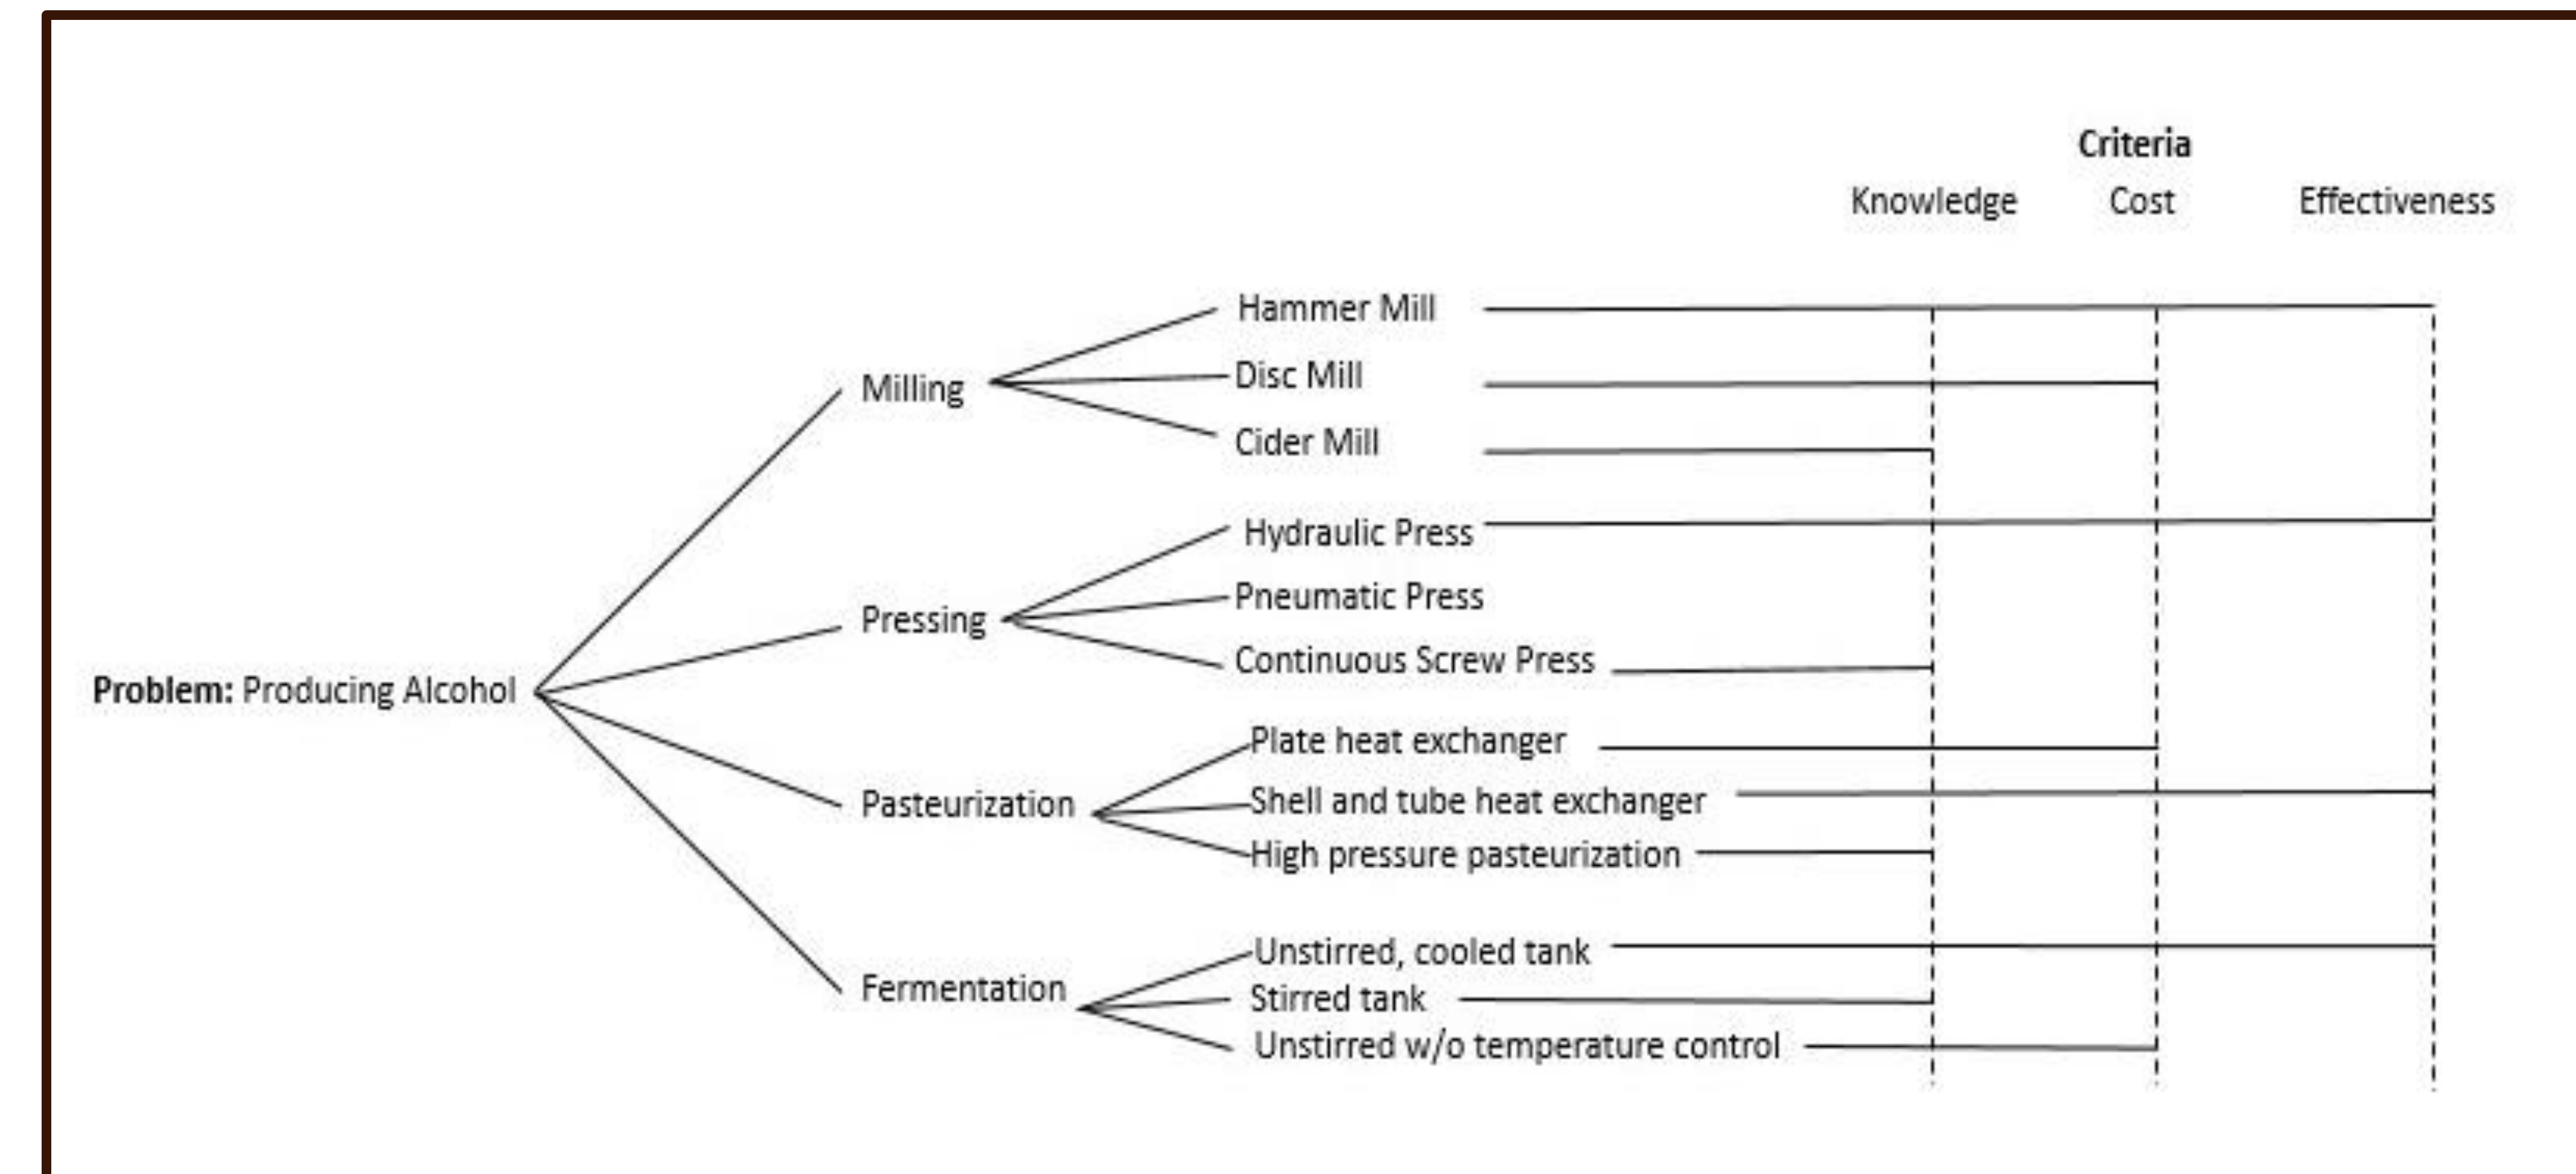 Criteria
Knowledge Cost Effectiveness
Hammer Mill
Milling
Disc Mill
Cider Mill
Hydraulic Press
Pressing
Pneumatic Press
Continuous Screw Press
Problem: Producing Alcohol
Plate heat exchanger
Pasteurization
Shell and tube heat exchanger
High pressure pasteurization
Unstirred, cooled tank
Fermentation
Stirred tank
Unstirred w/o temperature control